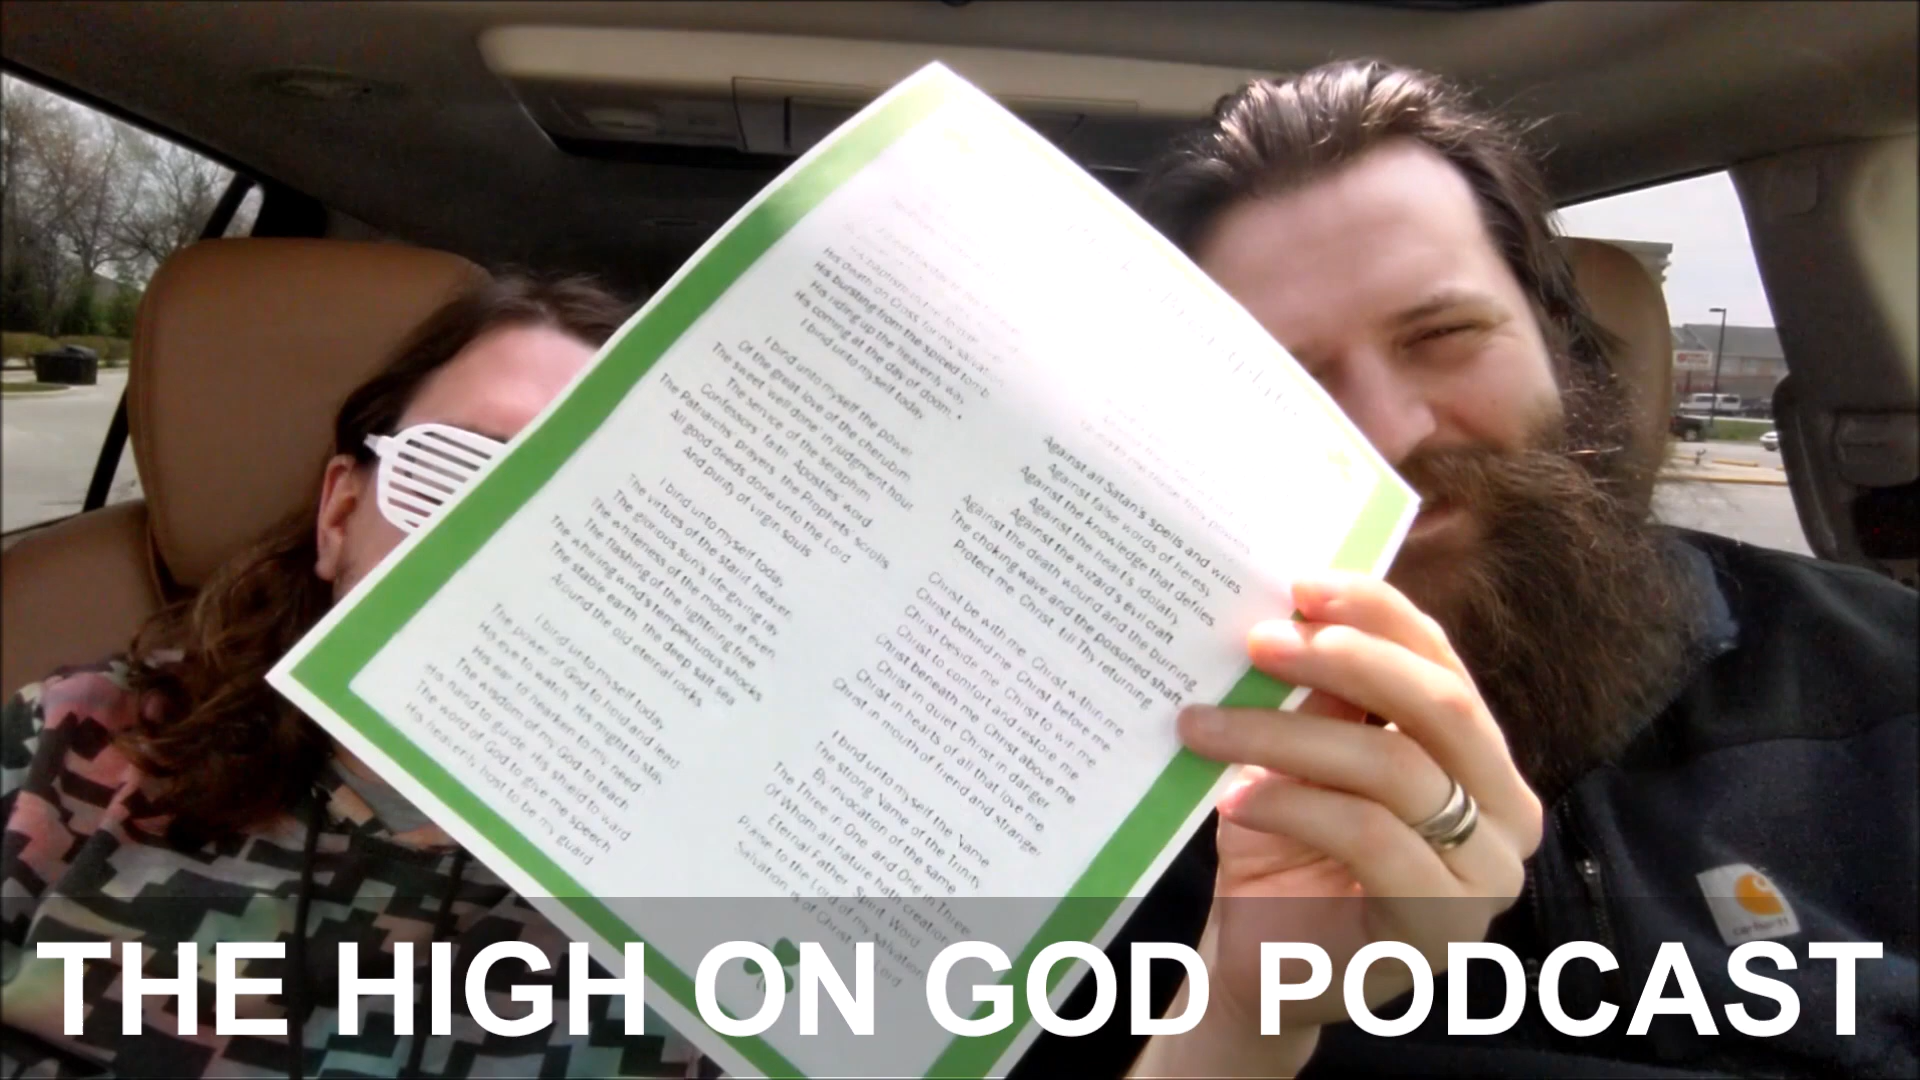 His death on Cross for my salvation
His bursting from the spiced tomb
His riding up the heavenly way
His coming at the day of doom
I bind unto myself today.
I bind unto myself the power
Of the great love of the cherubim
The sweet 'well done' in judgment hour
The service of the seraphim
Confessors' faith, Apostles' word
The Patriarchs' prayers, the Prophets' scrolls
All good deeds done unto the Lord
And purity of virgin souls.
I bind unto myself today,
The virtues of the starlit heaven,
The glorious sun's life-giving ray
The whiteness of the moon at even,
The flashing of the lightning free
The whirling wind's tempestuous shocks
The stable earth, the deep salt sea
Around the old eternal rocks.
I bind unto myself today,
The power of God to hold and lead
His eye to watch, His might to stay
His ear to hearken to my need
The wisdom of my God to teach
His hand to guide, His shield to ward
The word of God to give me speech
heavenly host to be my guard
Against all Satan's spells and wiles
Against false words of heresy
Against the knowledge that defiles
Against the heart's idolatry
Against the wizard's evil craft
Against the death wound and the burning
The choking wave and the poisoned shaft
Protect me, Christ, till thy returning
Christ be with me, Christ within me
Christ behind me, Christ before me
Christ beside me, Christ to win me
Christ to comfort and restore me
Christ beneath me, Christ above me
Christ in quiet, Christ in danger
Christ in hearts of all that love me
Christ in mouth of friend and stranger
I bind unto myself the Name
The strong Name of the Trinity
By invocation of the same
The Three in One, and One in Three
Of Whom all nature hath creation
Eternal Father, Spirit, Word
Praise to the Lord of my salvation
Salvation is of Christ Lord
carhartt
THE HIGH ON GOD PODCAST